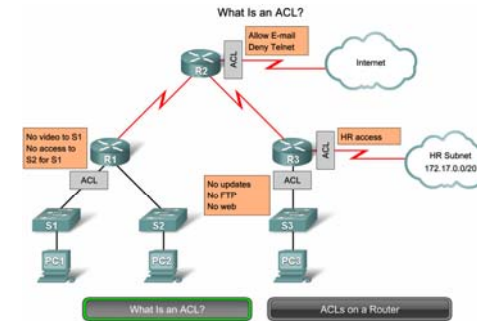 What Is an ACL?
Allow E-mail
Deny Telnet
ACL
Internet
R2
No video to S1
No access to
S2 for S1
R1
ACL
R3
ACL
HR access
HR Subnet
172.17.0.0/20
ACL
No updates
No FTP
No web
S1
S2
S3
PC1
PC2
PC3
What Is an ACL?
ACLs on a Router